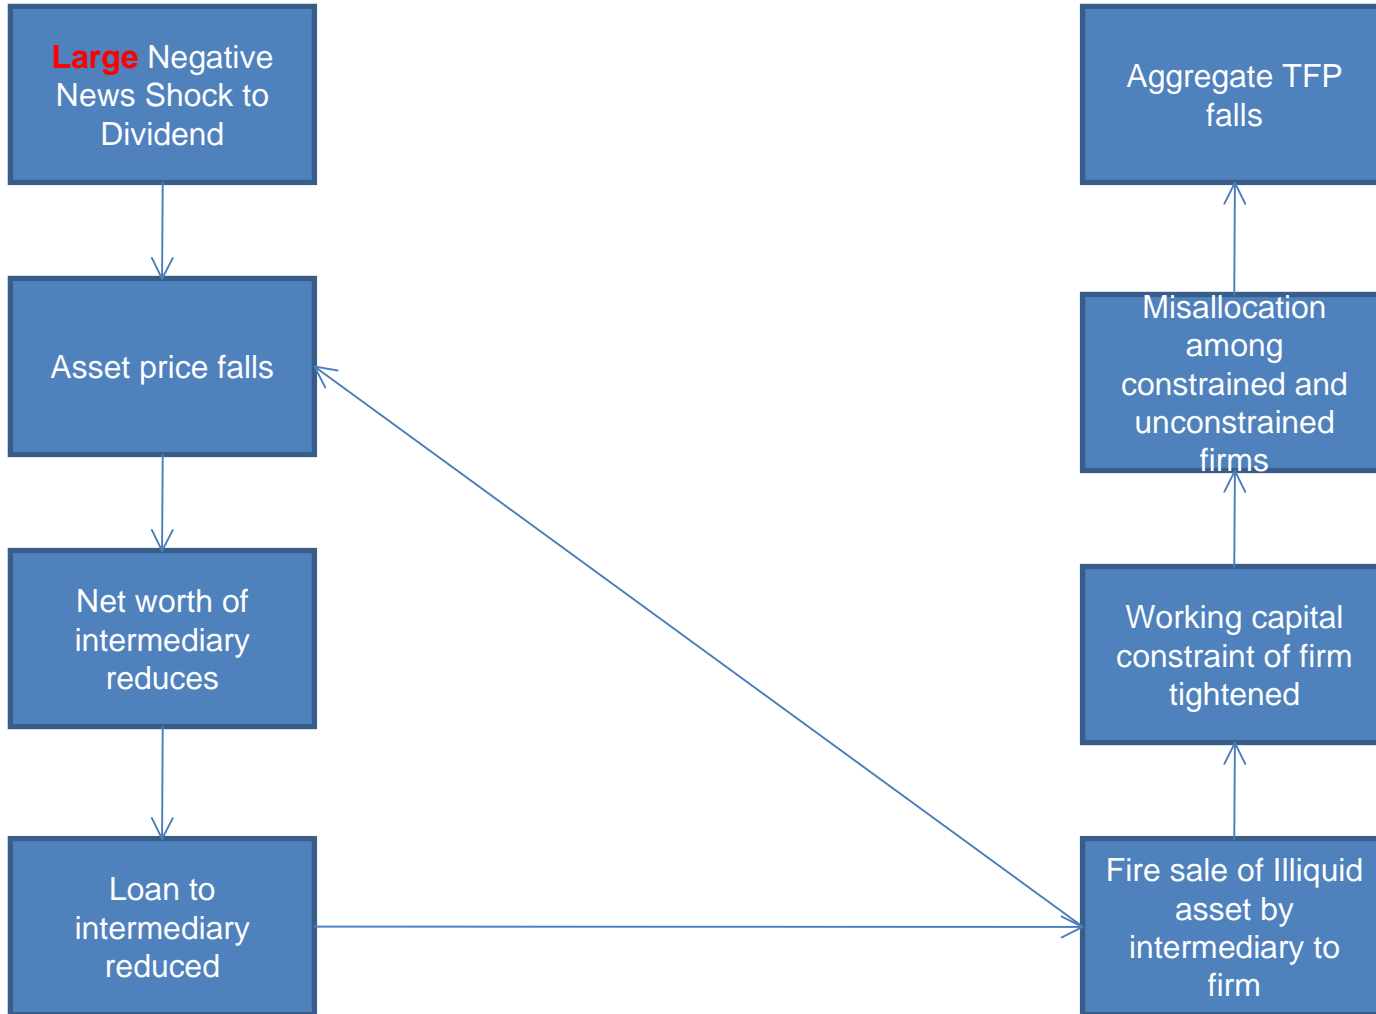 Large Negative
News Shock to
Dividend
Asset price falls
Net worth of
intermediary
reduces
Loan to
intermediary
reduced
Fire sale of Illiquid
asset by
intermediary to
firm
Working capital
constraint of firm
tightened
Misallocation
among
constrained and
unconstrained
firms
Aggregate TFP
falls